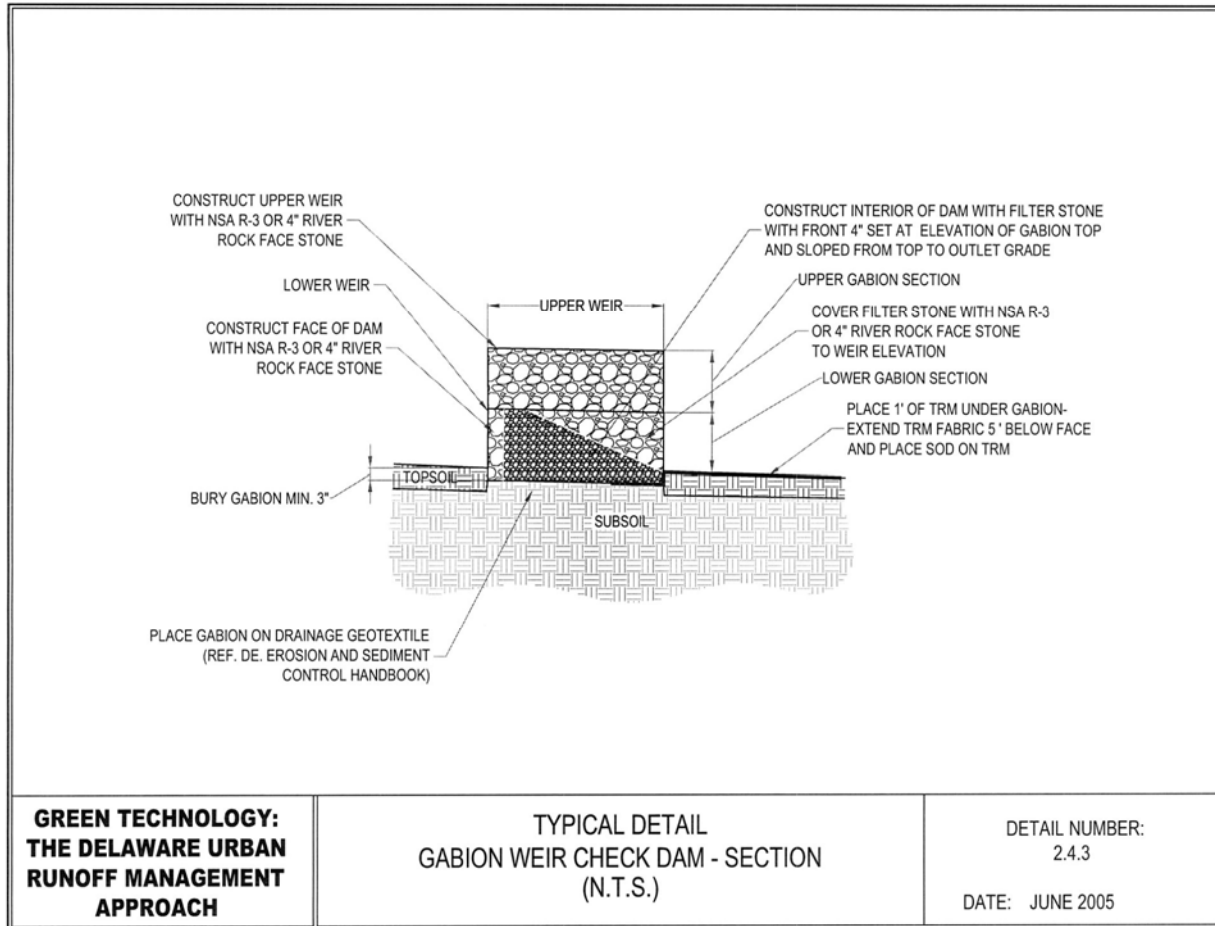 CONSTRUCT UPPER WEIR
WITH NSA R-3 OR 4" RIVER
ROCK FACE STONE
LOWER WEIR
CONSTRUCT FACE OF DAM
WITH NSA R-3 OR 4" RIVER
ROCK FACE STONE
UPPER WEIR
CONSTRUCT INTERIOR OF DAM WITH FILTER STONE
WITH FRONT 4" SET AT ELEVATION OF GABION TOP
AND SLOPED FROM TOP TO OUTLET GRADE
UPPER GABION SECTION
COVER FILTER STONE WITH NSA R-3
OR 4" RIVER ROCK FACE STONE
TO WEIR ELEVATION
LOWER GABION SECTION
PLACE 1' OF TRM UNDER GABION-
EXTEND TRM FABRIC 5 ' BELOW FACE
AND PLACE SOD ON TRM
TOPSOIL
BURY GABION MIN. 3"
SUBSOIL
PLACE GABION ON DRAINAGE GEOTEXTILE
(REF. DE. EROSION AND SEDIMENT
CONTROL HANDBOOK)
GREEN TECHNOLOGY:
THE DELAWARE URBAN
RUNOFF MANAGEMENT
APPROACH
TYPICAL DETAIL
GABION WEIR CHECK DAM - SECTION
(N.T.S.)
DETAIL NUMBER:
2.4.3
DATE: JUNE 2005